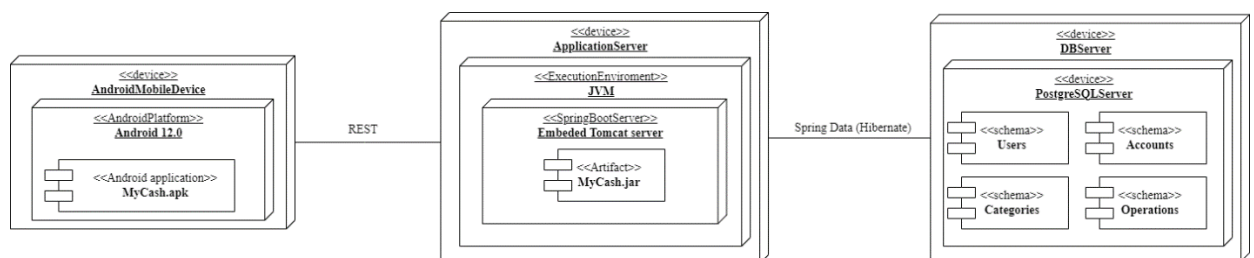 <<device>>
AndroidMobileDevice
<<AndroidPlatform>>
Android 12.0
<<Android application>>
MyCash.apk
REST
<<device>>
ApplicationServer
<<ExecutionEnviroment>>
JVM
<<SpringBootServer>>
Embeded Tomcat server
<<Artifact>>
MyCash.jar
Spring Data (Hibernate)
<<device>>
DBServer
<<device>>
PostgreSQLServer
<<schema>>
Users
<<schema>>
Accounts
<<schema>>
Categories
<<schema>>
Operations